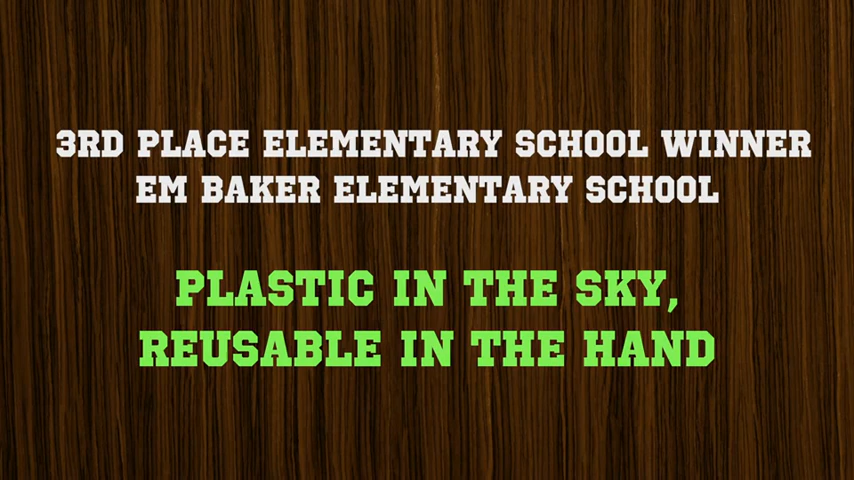 3RD PLACE ELEMENTARY SCHOOL WINNER
EM BAKER ELEMENTARY SCHOOL
PLASTIC IN THE SKY,
REUSABLE IN THE HAND